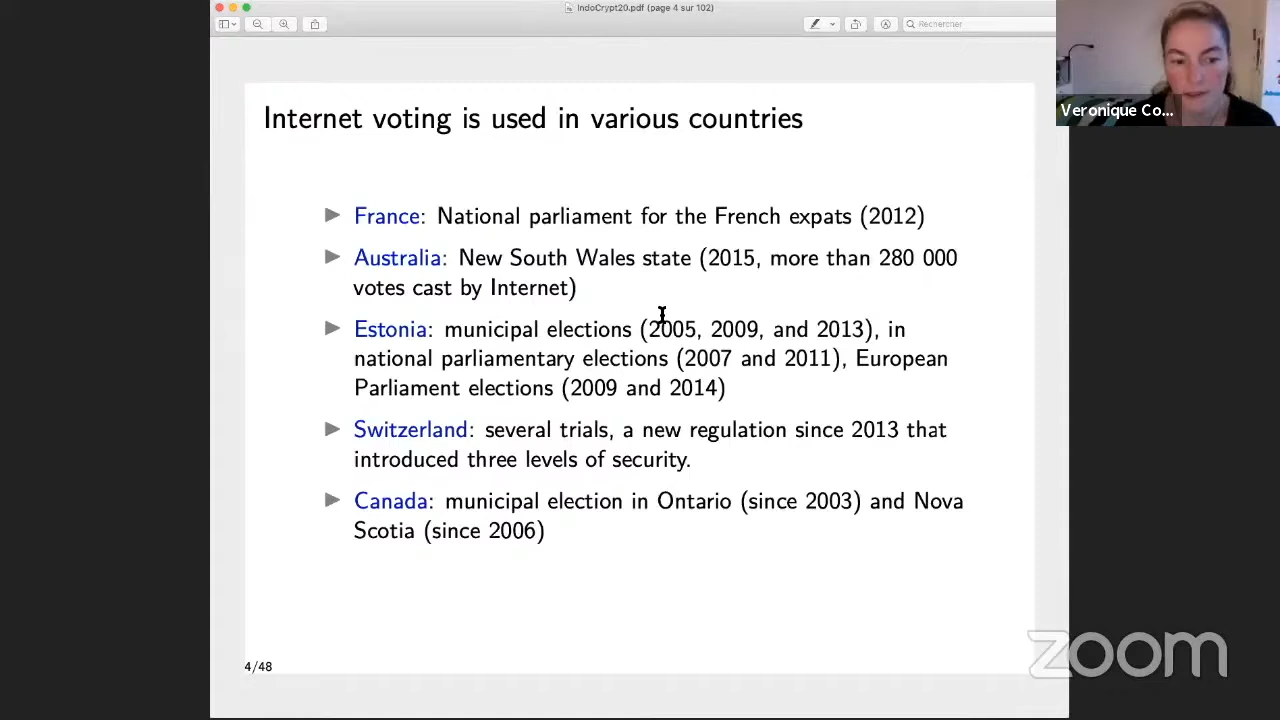 IndoCrypt20.pdf (page 4 sur 102)
Rechercher
Veronique Co...
Internet voting is used in various countries
France: National parliament for the French expats (2012)
Australia: New South Wales state (2015, more than 280 000
votes cast by Internet)
Estonia: municipal elections (2005, 2009, and 2013), in
national parliamentary elections (2007 and 2011), European
Parliament elections (2009 and 2014)
Switzerland: several trials, a new regulation since 2013 that
introduced three levels of security.
Canada: municipal election in Ontario (since 2003) and Nova
Scotia (since 2006)
4/48
zoom